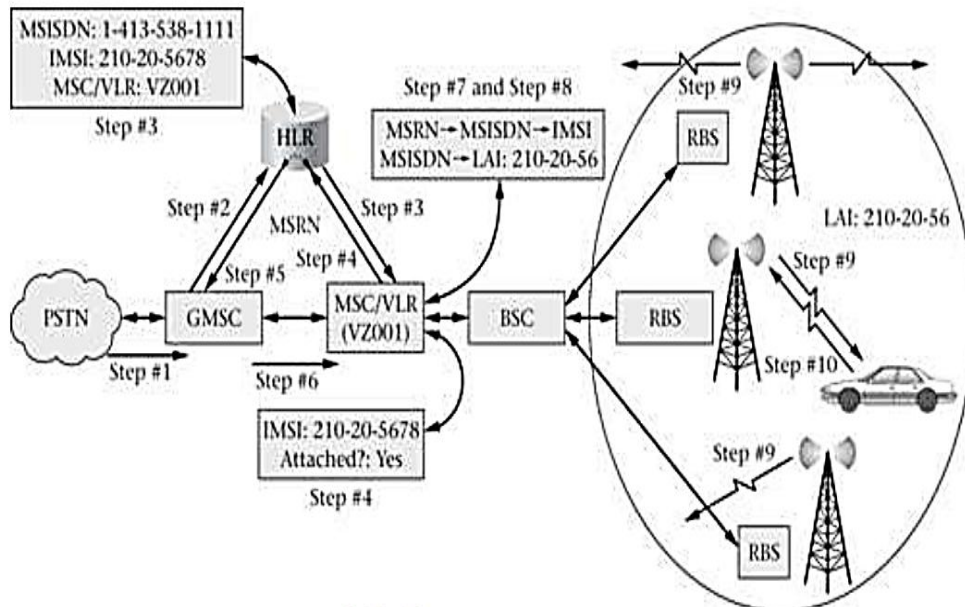 MSISDN: 1-413-538-1111
IMSI: 210-20-5678
MSC/VLR: VZ001
Step #3
HLR
Step #7 and Step #8
MSRN→MSISDN→IMSI
MSISDN→LAI: 210-20-56
Step #9
RBS
LAI: 210-20-56
Step #2
Step #3
MSRN
Step #5
Step #4
PSTN
GMSC
MSC/VLR
(VZ001)
BSC
RBS
Step #9
Step #10
Step #1
Step #6
IMSI: 210-20-5678
Attached?: Yes
Step #4
Step #9
RBS